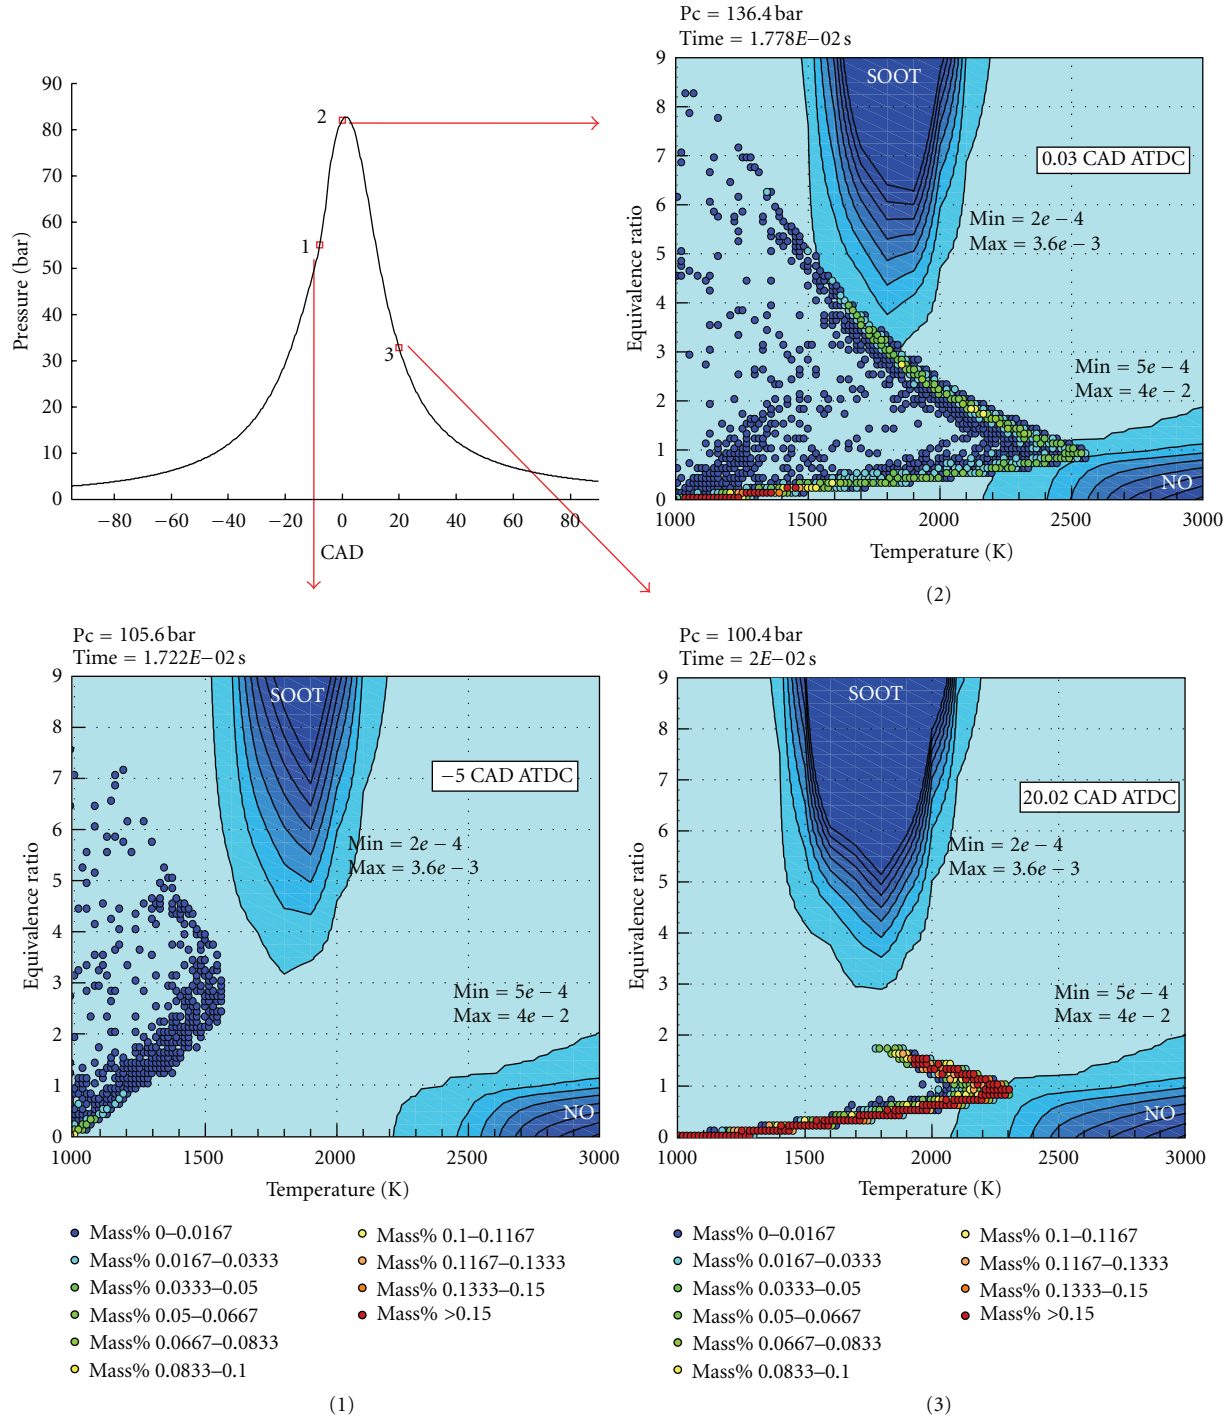 Pc = 136.4 bar
Time = 1.778E−02 s
90
80
70
60
50
40
30
20
10
0
Pressure (bar)
2
1
3
−80 −60 −40 −20 0 20 40 60 80
CAD
9
8
7
6
5
4
3
2
1
0
Equivalence ratio
SOOT
0.03 CAD ATDC
Min = 2e − 4
Max = 3.6e − 3
Min = 5e − 4
Max = 4e − 2
NO
1000 1500 2000 2500 3000
Temperature (K)
(2)
Pc = 105.6 bar
Time = 1.722E−02 s
9
8
7
6
5
4
3
2
1
0
Equivalence ratio
SOOT
−5 CAD ATDC
Min = 2e − 4
Max = 3.6e − 3
Min = 5e − 4
Max = 4e − 2
NO
1000 1500 2000 2500 3000
Temperature (K)
Mass% 0–0.0167
Mass% 0.0167–0.0333
Mass% 0.0333–0.05
Mass% 0.05–0.0667
Mass% 0.0667–0.0833
Mass% 0.0833–0.1
Mass% 0.1–0.1167
Mass% 0.1167–0.1333
Mass% 0.1333–0.15
Mass% >0.15
(1)
Pc = 100.4 bar
Time = 2E−02 s
9
8
7
6
5
4
3
2
1
0
Equivalence ratio
SOOT
20.02 CAD ATDC
Min = 2e − 4
Max = 3.6e − 3
Min = 5e − 4
Max = 4e − 2
NO
1000 1500 2000 2500 3000
Temperature (K)
Mass% 0–0.0167
Mass% 0.0167–0.0333
Mass% 0.0333–0.05
Mass% 0.05–0.0667
Mass% 0.0667–0.0833
Mass% 0.0833–0.1
Mass% 0.1–0.1167
Mass% 0.1167–0.1333
Mass% 0.1333–0.15
Mass% >0.15
(3)